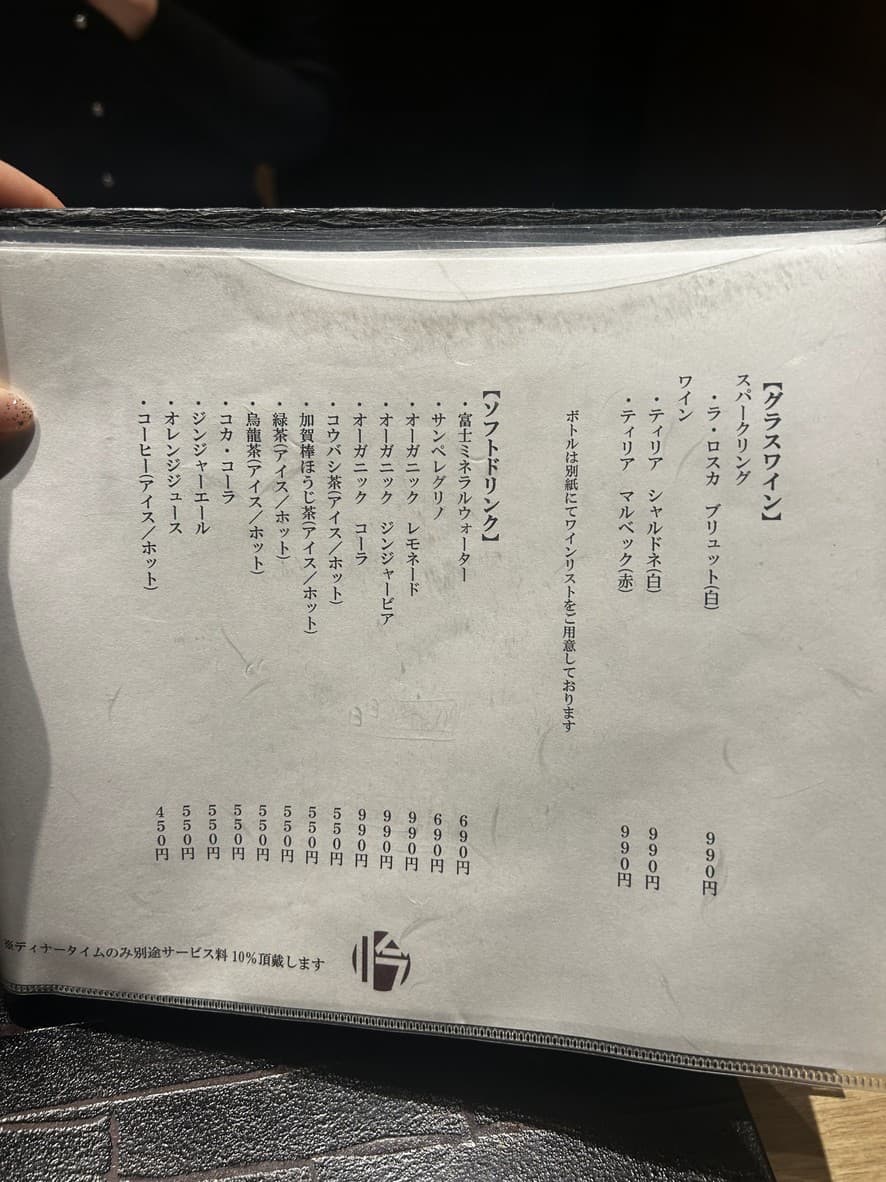 【グラスワイン】
スパークリング
・ラ・ロスカ ブリュット(白) 990円
ワイン
・ティリア シャルドネ(白) 990円
・ティリア マルベック(赤) 990円
ボトルは別紙にてワインリストをご用意しております
【ソフトドリンク】
・富士ミネラルウォーター 690円
・サンペレグリノ 690円
・オーガニック レモネード 990円
・オーガニック ジンジャービア 990円
・オーガニック コーラ 990円
・コウバシ茶(アイス／ホット) 550円
・加賀棒ほうじ茶(アイス／ホット) 550円
・緑茶(アイス／ホット) 550円
・烏龍茶(アイス／ホット) 550円
・コカ・コーラ 550円
・ジンジャーエール 550円
・オレンジジュース 550円
・コーヒー(アイス／ホット) 450円
※ディナータイムのみ別途サービス料10%頂戴します